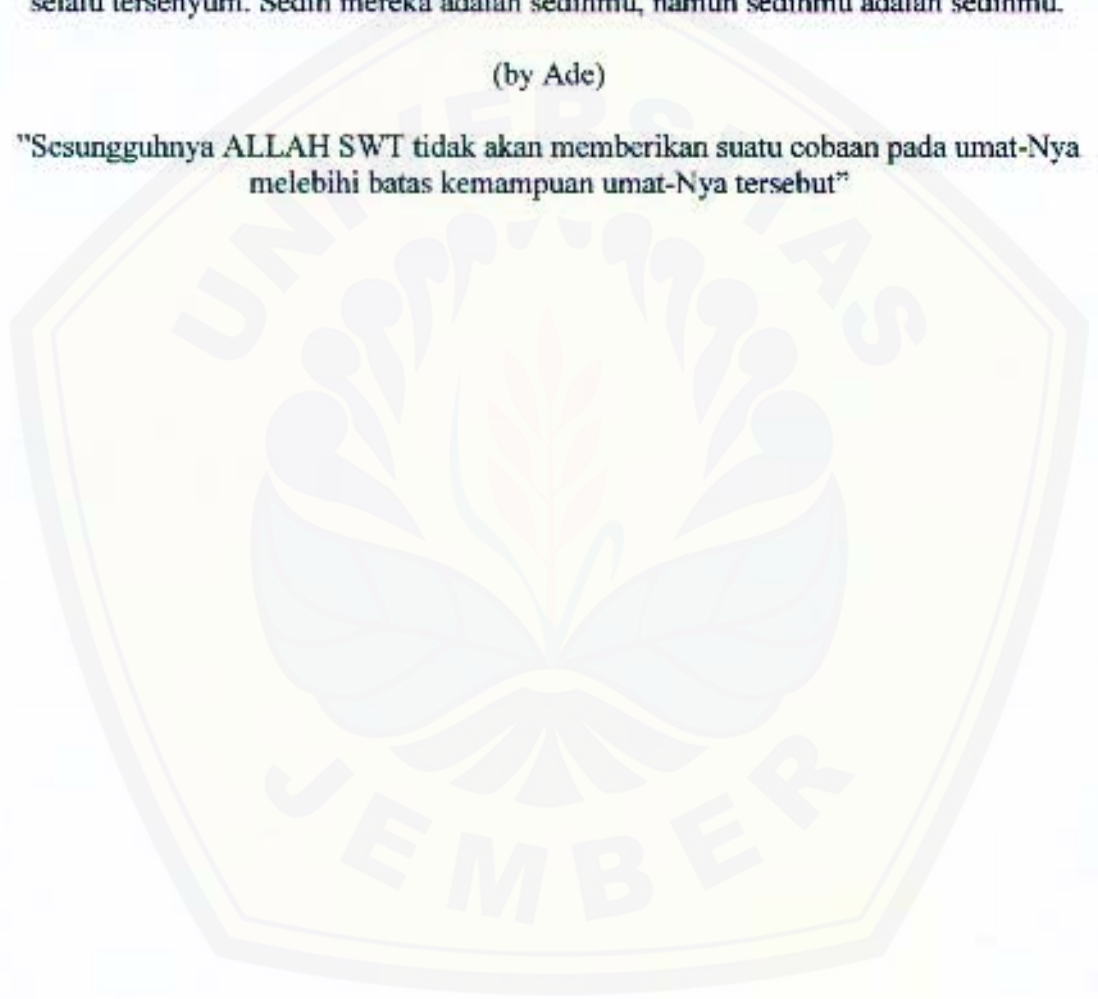 selalu tersenyum. Sedih mereka adalah sedihmu, namun sedihmu adalah sedihmu.
(by Ade)
"Sesungguhnya ALLAH SWT tidak akan memberikan suatu cobaan pada umat-Nya
melebihi batas kemampuan umat-Nya tersebut"
UNIVERSITAS
JEMBER